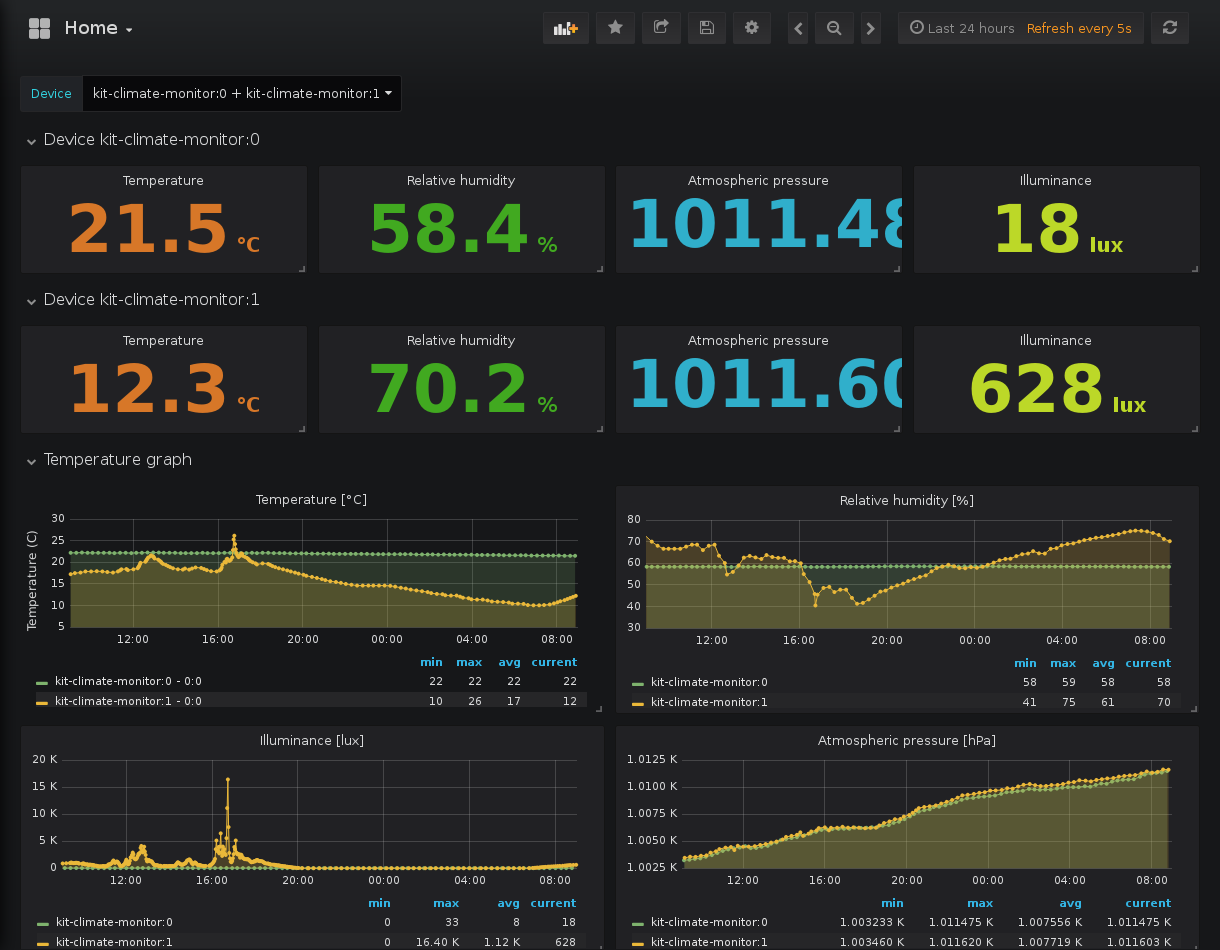 Home
Last 24 hours Refresh every 5s
Device kit-climate-monitor:0 + kit-climate-monitor:1
Device kit-climate-monitor:0
Temperature Relative humidity Atmospheric pressure Illuminance
21.5 °C 58.4 % 1011.48 18 lux
Device kit-climate-monitor:1
Temperature Relative humidity Atmospheric pressure Illuminance
12.3 °C 70.2 % 1011.60 628 lux
Temperature graph
Temperature [°C]
Temperature (C)
30
25
20
15
10
5
12:00 16:00 20:00 00:00 04:00 08:00
min max avg current
kit-climate-monitor:0 - 0:0 22 22 22 22
kit-climate-monitor:1 - 0:0 10 26 17 12
Relative humidity [%]
80
70
60
50
40
30
12:00 16:00 20:00 00:00 04:00 08:00
min max avg current
kit-climate-monitor:0 58 59 58 58
kit-climate-monitor:1 41 75 61 70
Illuminance [lux]
20 K
15 K
10 K
5 K
0
12:00 16:00 20:00 00:00 04:00 08:00
min max avg current
kit-climate-monitor:0 0 33 8 18
kit-climate-monitor:1 0 16.40 K 1.12 K 628
Atmospheric pressure [hPa]
1.0125 K
1.0100 K
1.0075 K
1.0050 K
1.0025 K
12:00 16:00 20:00 00:00 04:00 08:00
min max avg current
kit-climate-monitor:0 1.003233 K 1.011475 K 1.007556 K 1.011475 K
kit-climate-monitor:1 1.003460 K 1.011620 K 1.007719 K 1.011603 K